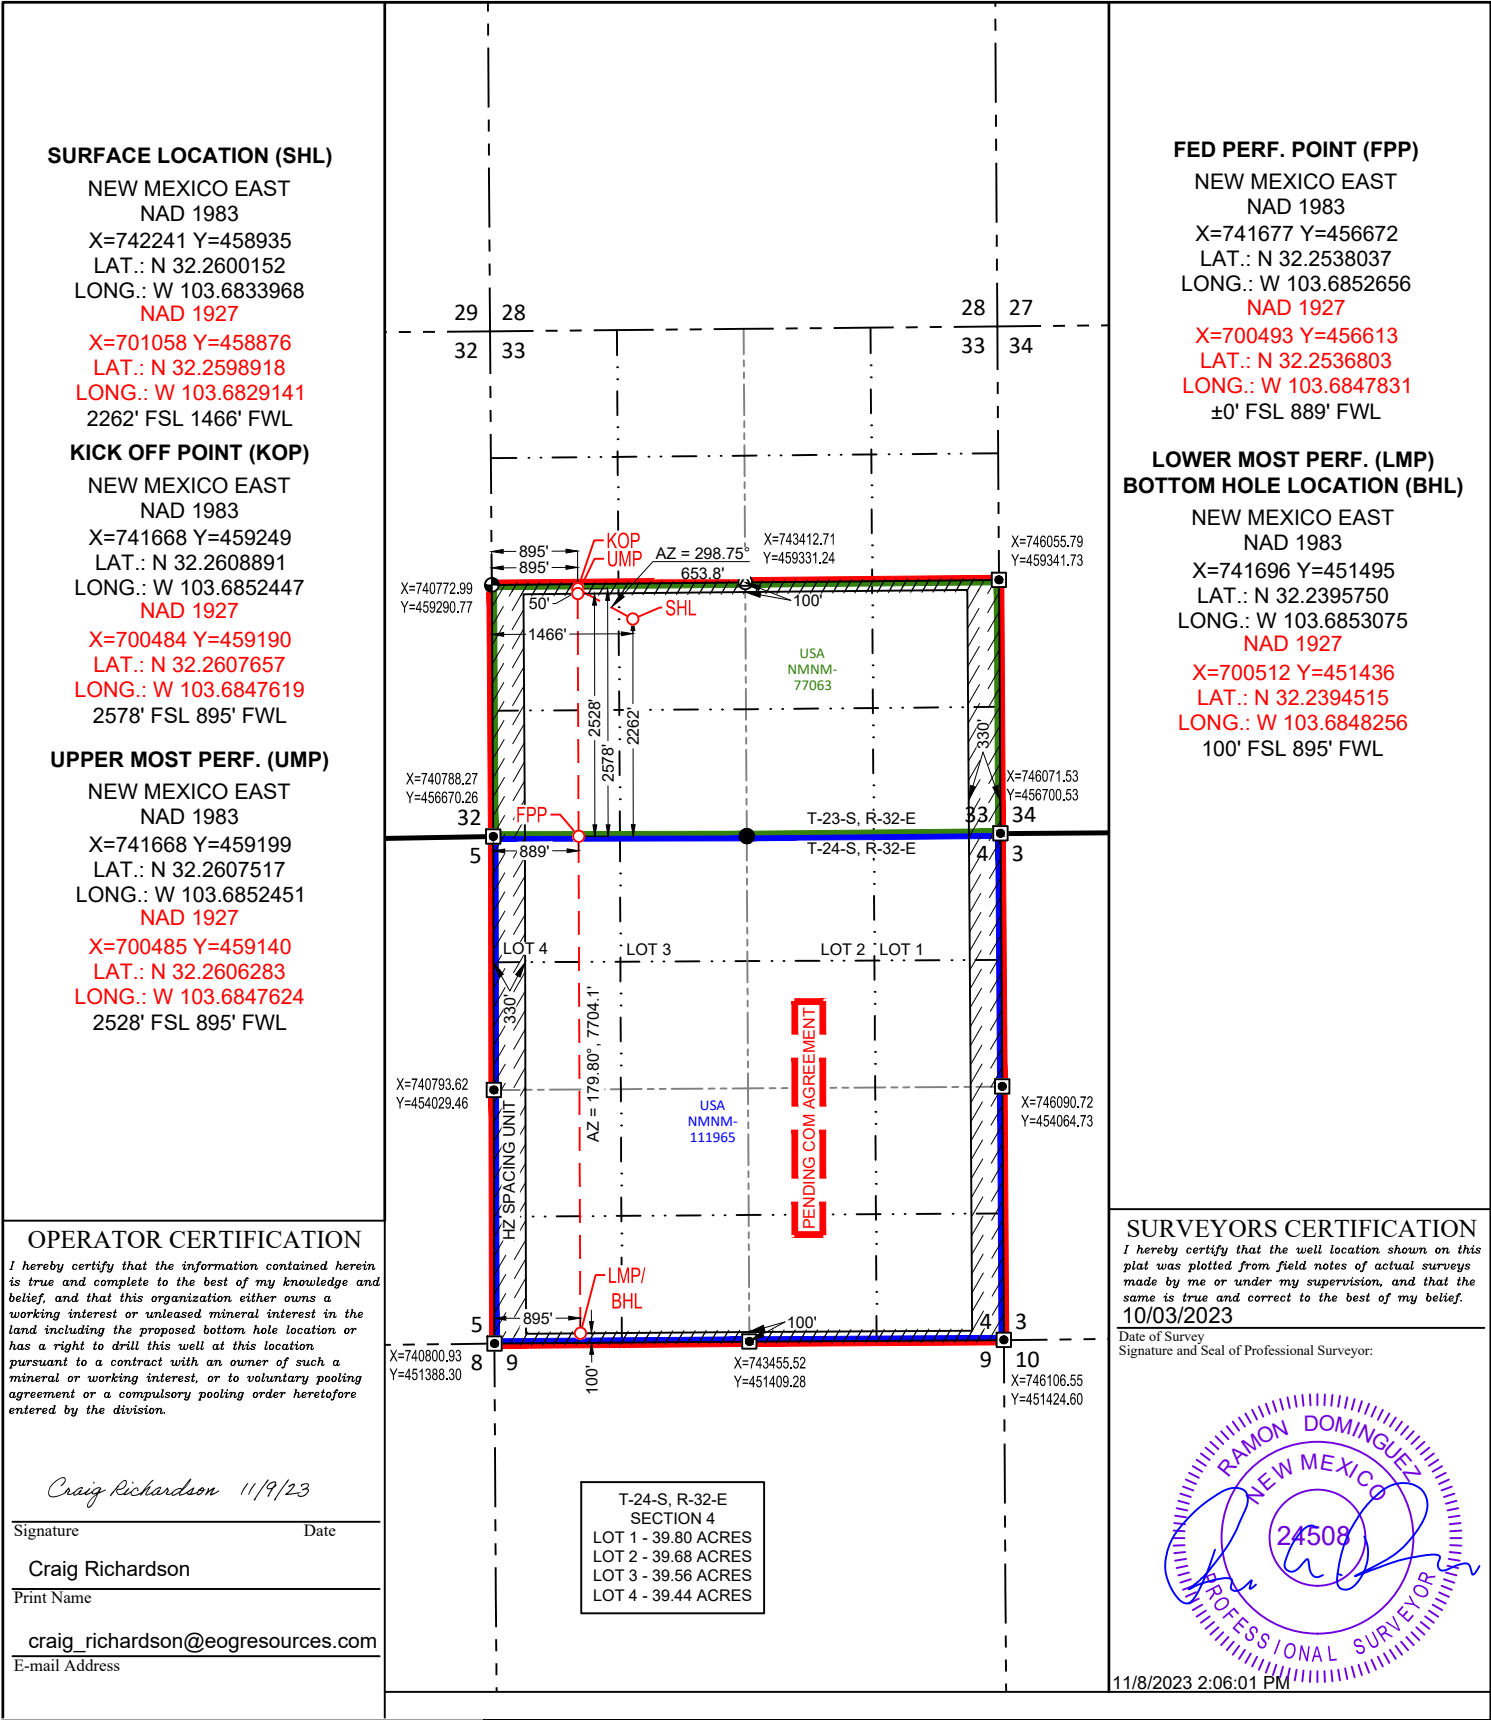 SURFACE LOCATION (SHL)
NEW MEXICO EAST
NAD 1983
X=742241 Y=458935
LAT.: N 32.2600152
LONG.: W 103.6833968
NAD 1927
X=701058 Y=458876
LAT.: N 32.2598918
LONG.: W 103.6829141
2262' FSL 1466' FWL
KICK OFF POINT (KOP)
NEW MEXICO EAST
NAD 1983
X=741668 Y=459249
LAT.: N 32.2608891
LONG.: W 103.6852447
NAD 1927
X=700484 Y=459190
LAT.: N 32.2607657
LONG.: W 103.6847619
2578' FSL 895' FWL
UPPER MOST PERF. (UMP)
NEW MEXICO EAST
NAD 1983
X=741668 Y=459199
LAT.: N 32.2607517
LONG.: W 103.6852451
NAD 1927
X=700485 Y=459140
LAT.: N 32.2606283
LONG.: W 103.6847624
2528' FSL 895' FWL
OPERATOR CERTIFICATION
I hereby certify that the information contained herein
is true and complete to the best of my knowledge and
belief, and that this organization either owns a
working interest or unleased mineral interest in the
land including the proposed bottom hole location or
has a right to drill this well at this location
pursuant to a contract with an owner of such a
mineral or working interest, or to voluntary pooling
agreement or a compulsory pooling order heretofore
entered by the division.
Craig Richardson 11/9/23
Signature Date
Craig Richardson
Print Name
craig_richardson@eogresources.com
E-mail Address
29 28
28 27
32 33
33 34
895'
KOP
895'
UMP
AZ = 298.75°
653.8'
X=743412.71
Y=459331.24
X=746055.79
Y=459341.73
X=740772.99
Y=459290.77
50'
100'
SHL
1466'
USA
NMNM-
77063
2528'
2578'
2262'
330'
X=740788.27
Y=456670.26
X=746071.53
Y=456700.53
32
FPP
T-23-S, R-32-E
33 34
5
889'
T-24-S, R-32-E
4 3
LOT 4
LOT 3
LOT 2
LOT 1
330'
AZ = 179.80°, 7704.1'
PENDING COM AGREEMENT
X=740793.62
Y=454029.46
USA
NMNM-
111965
X=746090.72
Y=454064.73
HZ SPACING UNIT
LMP/
BHL
895'
100'
5
4 3
8 9
9 10
X=740800.93
Y=451388.30
100'
X=743455.52
Y=451409.28
X=746106.55
Y=451424.60
T-24-S, R-32-E
SECTION 4
LOT 1 - 39.80 ACRES
LOT 2 - 39.68 ACRES
LOT 3 - 39.56 ACRES
LOT 4 - 39.44 ACRES
FED PERF. POINT (FPP)
NEW MEXICO EAST
NAD 1983
X=741677 Y=456672
LAT.: N 32.2538037
LONG.: W 103.6852656
NAD 1927
X=700493 Y=456613
LAT.: N 32.2536803
LONG.: W 103.6847831
±0' FSL 889' FWL
LOWER MOST PERF. (LMP)
BOTTOM HOLE LOCATION (BHL)
NEW MEXICO EAST
NAD 1983
X=741696 Y=451495
LAT.: N 32.2395750
LONG.: W 103.6853075
NAD 1927
X=700512 Y=451436
LAT.: N 32.2394515
LONG.: W 103.6848256
100' FSL 895' FWL
SURVEYORS CERTIFICATION
I hereby certify that the well location shown on this
plat was plotted from field notes of actual surveys
made by me or under my supervision, and that the
same is true and correct to the best of my belief.
10/03/2023
Date of Survey
Signature and Seal of Professional Surveyor:
RAMON DOMINGUEZ
NEW MEXICO
24508
PROFESSIONAL SURVEYOR
11/8/2023 2:06:01 PM